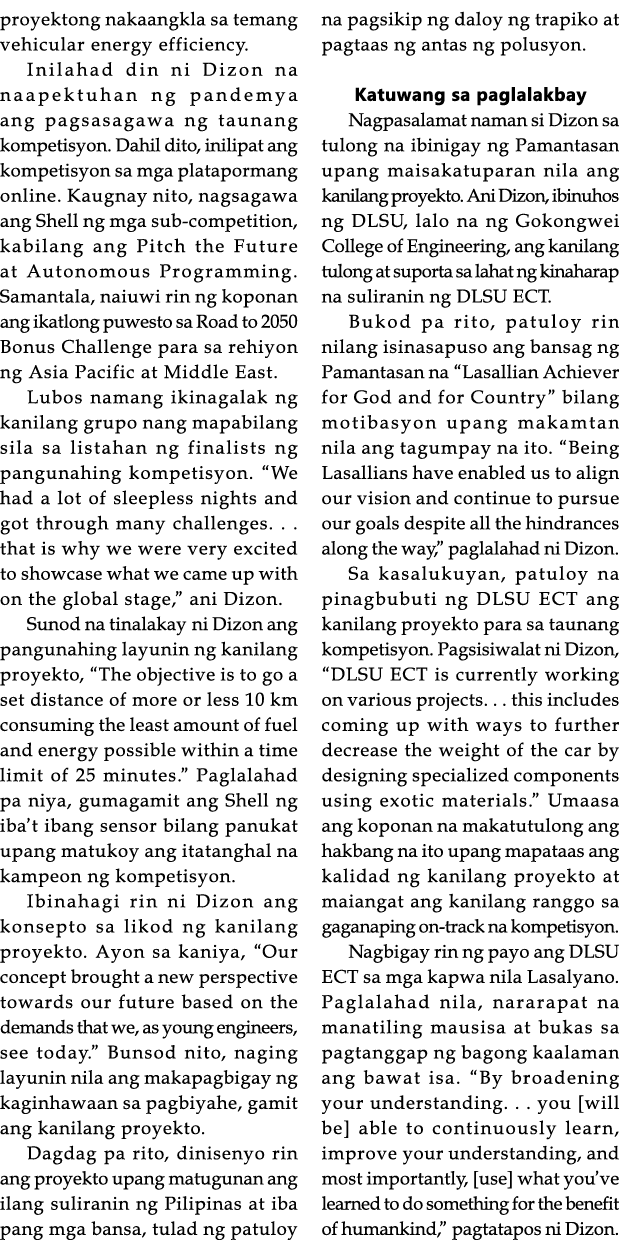 proyektong nakaangkla sa temang
vehicular energy efficiency.
Inilahad din ni Dizon na
naapektuhan ng pandemya
ang pagsasagawa ng taunang
kompetisyon. Dahil dito, inilipat ang
kompetisyon sa mga platapormang
online. Kaugnay nito, nagsagawa
ang Shell ng mga sub-competition,
kabilang ang Pitch the Future
at Autonomous Programming.
Samantala, naiuwi rin ng koponan
ang ikatlong puwesto sa Road to 2050
Bonus Challenge para sa rehiyon
ng Asia Pacific at Middle East.
Lubos namang ikinagalak ng
kanilang grupo nang mapabilang
sila sa listahan ng finalists ng
pangunahing kompetisyon. “We
had a lot of sleepless nights and
got through many challenges. . .
that is why we were very excited
to showcase what we came up with
on the global stage,” ani Dizon.
Sunod na tinalakay ni Dizon ang
pangunahing layunin ng kanilang
proyekto, “The objective is to go a
set distance of more or less 10 km
consuming the least amount of fuel
and energy possible within a time
limit of 25 minutes.” Paglalahad
pa niya, gumagamit ang Shell ng
iba’t ibang sensor bilang panukat
upang matukoy ang itatanghal na
kampeon ng kompetisyon.
Ibinahagi rin ni Dizon ang
konsepto sa likod ng kanilang
proyekto. Ayon sa kaniya, “Our
concept brought a new perspective
towards our future based on the
demands that we, as young engineers,
see today.” Bunsod nito, naging
layunin nila ang makapagbigay ng
kaginhawaan sa pagbiyahe, gamit
ang kanilang proyekto.
Dagdag pa rito, dinisenyo rin
ang proyekto upang matugunan ang
ilang suliranin ng Pilipinas at iba
pang mga bansa, tulad ng patuloy
na pagsikip ng daloy ng trapiko at
pagtaas ng antas ng polusyon.
Katuwang sa paglalakbay
Nagpasalamat naman si Dizon sa
tulong na ibinigay ng Pamantasan
upang maisakatuparan nila ang
kanilang proyekto. Ani Dizon, ibinuhos
ng DLSU, lalo na ng Gokongwei
College of Engineering, ang kanilang
tulong at suporta sa lahat ng kinaharap
na suliranin ng DLSU ECT.
Bukod pa rito, patuloy rin
nilang isinasapuso ang bansag ng
Pamantasan na “Lasallian Achiever
for God and for Country” bilang
motibasyon upang makamtan
nila ang tagumpay na ito. “Being
Lasallians have enabled us to align
our vision and continue to pursue
our goals despite all the hindrances
along the way,” paglalahad ni Dizon.
Sa kasalukuyan, patuloy na
pinagbubuti ng DLSU ECT ang
kanilang proyekto para sa taunang
kompetisyon. Pagsisiwalat ni Dizon,
“DLSU ECT is currently working
on various projects. . . this includes
coming up with ways to further
decrease the weight of the car by
designing specialized components
using exotic materials.” Umaasa
ang koponan na makatutulong ang
hakbang na ito upang mapataas ang
kalidad ng kanilang proyekto at
maiangat ang kanilang ranggo sa
gaganaping on-track na kompetisyon.
Nagbigay rin ng payo ang DLSU
ECT sa mga kapwa nila Lasalyano.
Paglalahad nila, nararapat na
manatiling mausisa at bukas sa
pagtanggap ng bagong kaalaman
ang bawat isa. “By broadening
your understanding. . . you [will
be] able to continuously learn,
improve your understanding, and
most importantly, [use] what you’ve
learned to do something for the benefit
of humankind,” pagtatapos ni Dizon.